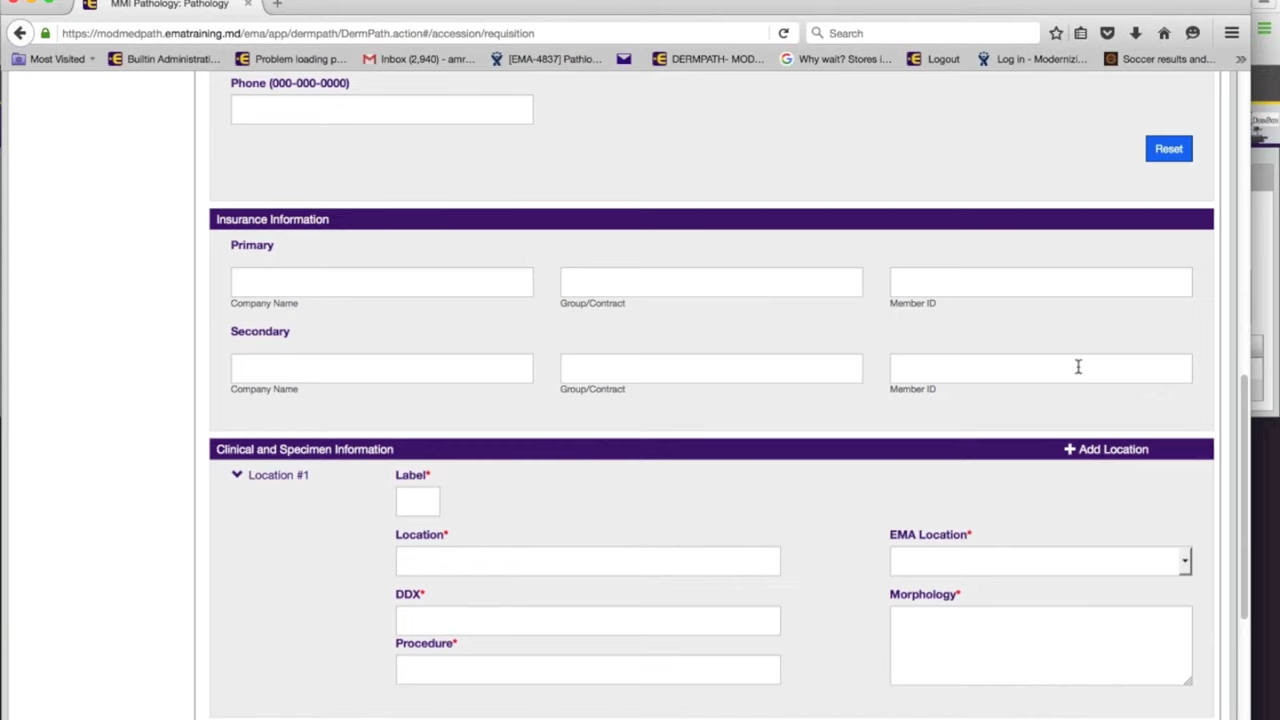 MMI Pathology: Pathology
https://modmedpath.ematraining.md/ema/app/dermpath/DermPath.action#/accession/requisition
Search
Most Visited
Builtin Administrati...
Problem loading p...
Inbox (2,940) - amr...
[EMA-4837] Pathlo...
DERMPATH- MOD...
Why wait? Stores i...
Logout
Log in - Modernizi...
Soccer results and...
Phone (000-000-0000)
Reset
Insurance Information
Primary
Company Name
Group/Contract
Member ID
Secondary
Company Name
Group/Contract
Member ID
Clinical and Specimen Information
Add Location
Location #1
Label*
Location*
EMA Location*
DDX*
Morphology*
Procedure*